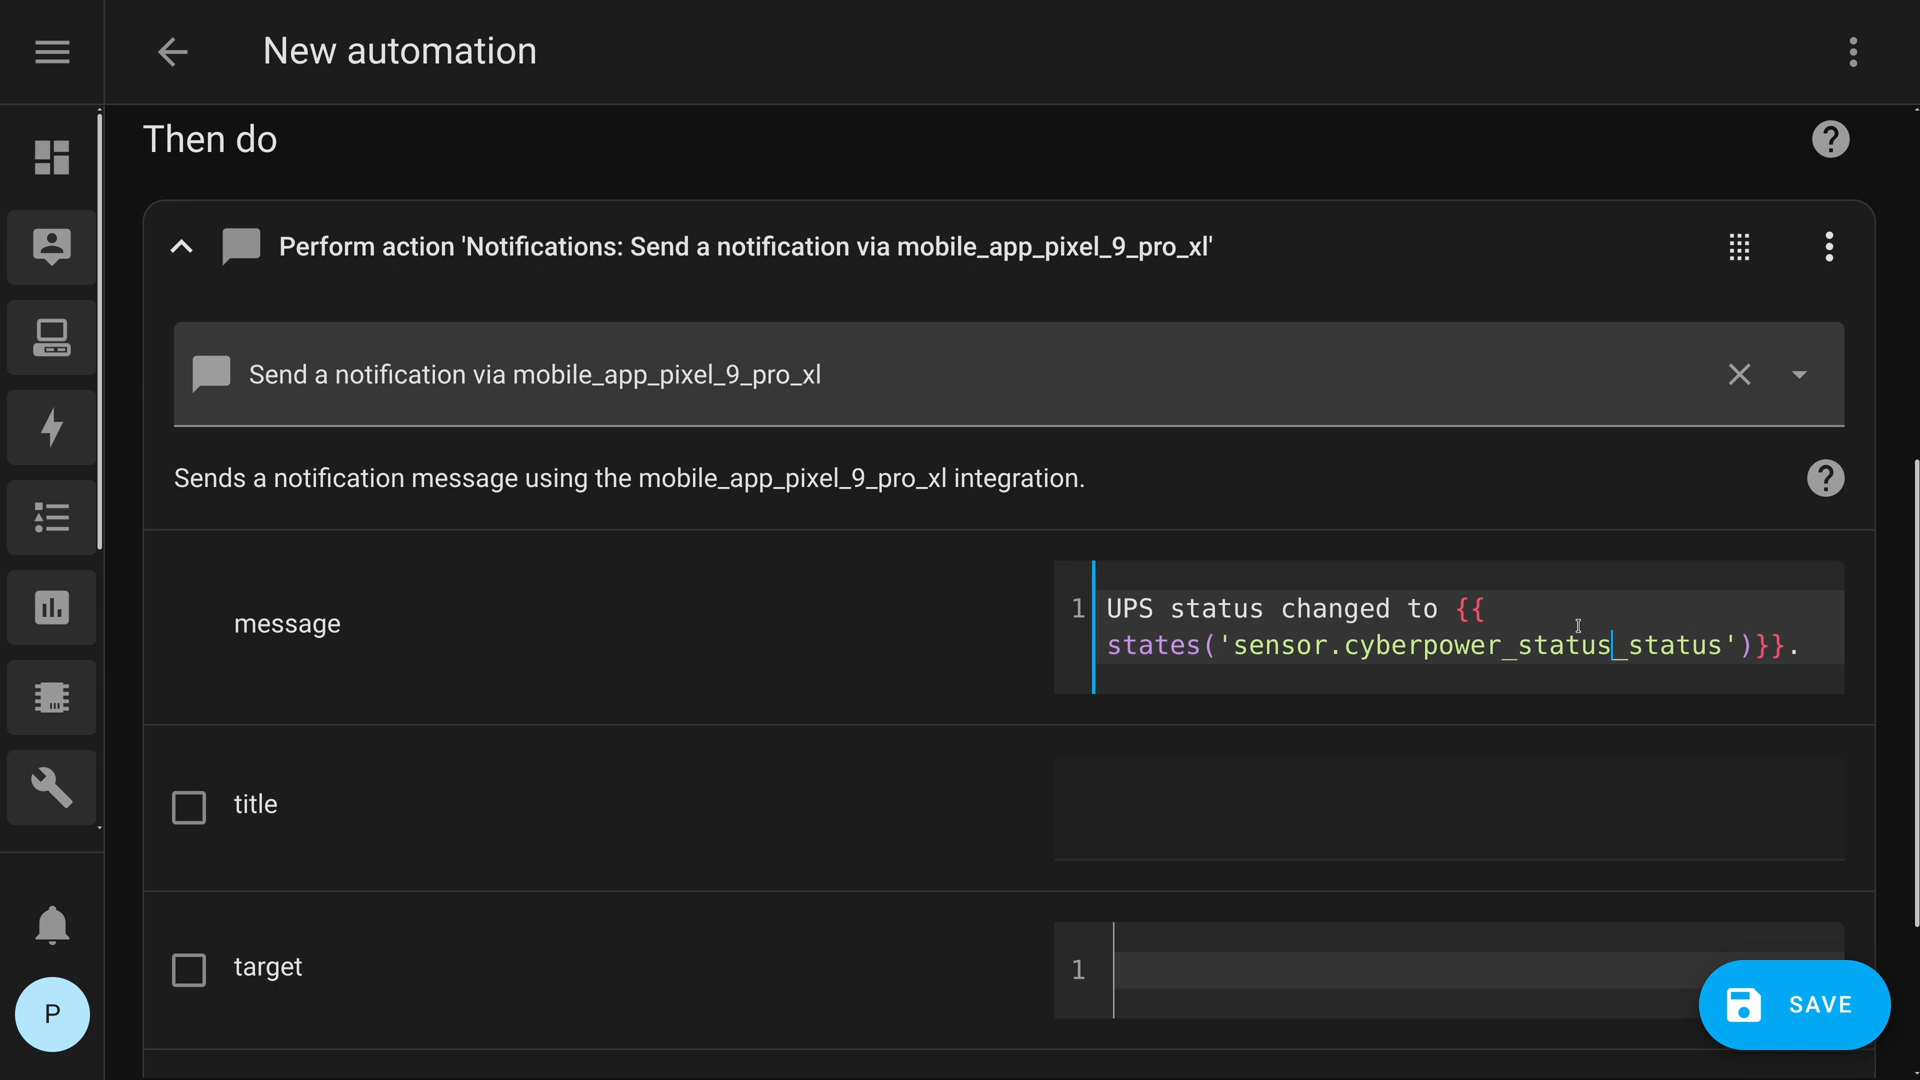 New automation
Then do
Perform action 'Notifications: Send a notification via mobile_app_pixel_9_pro_xl'
Send a notification via mobile_app_pixel_9_pro_xl
Sends a notification message using the mobile_app_pixel_9_pro_xl integration.
message
1 UPS status changed to {{
states('sensor.cyberpower_status_status')}}.
title
target
1
P
SAVE